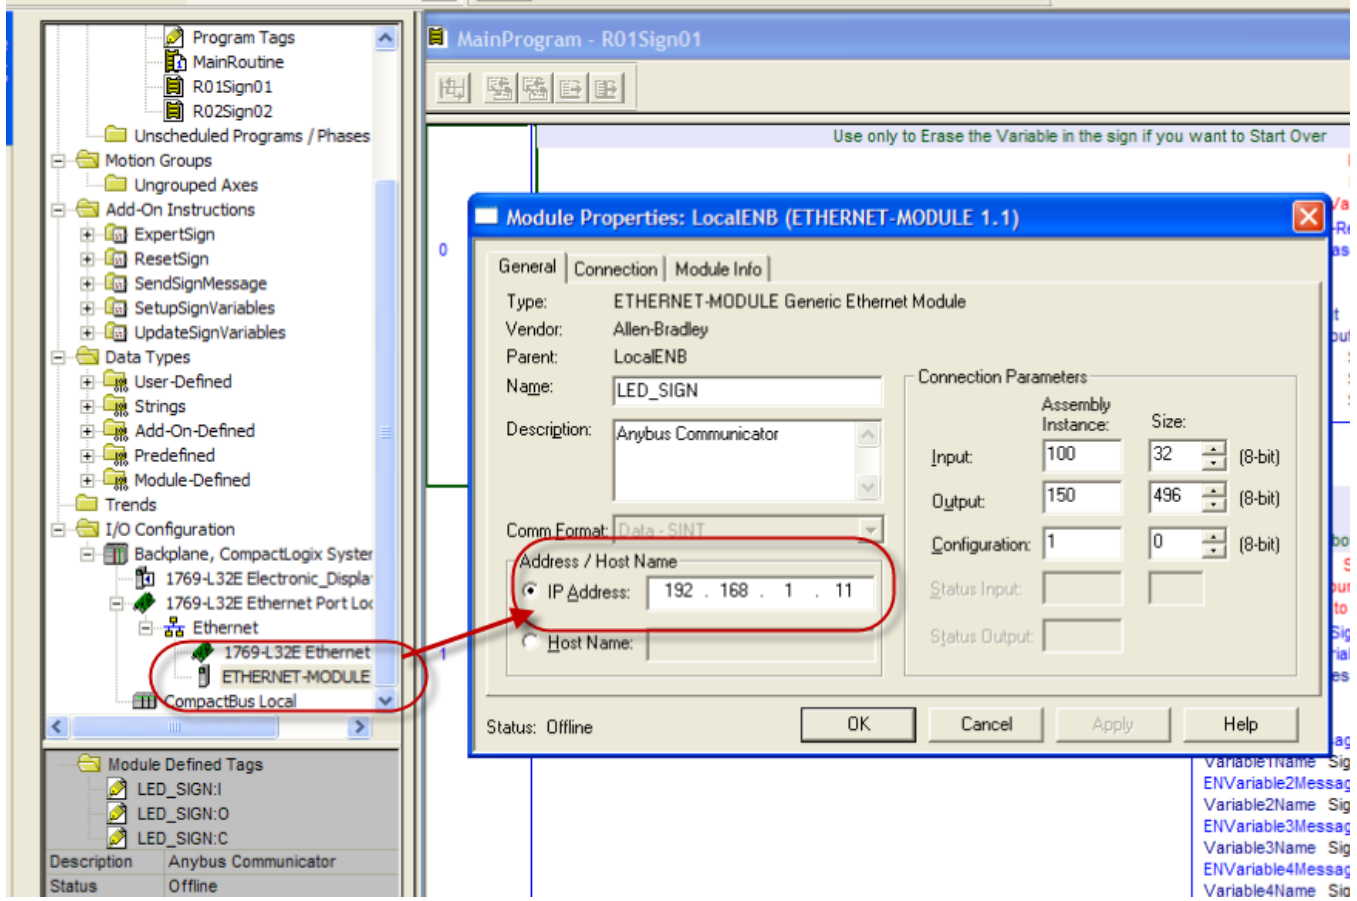 Program Tags
MainRoutine
R01Sign01
R02Sign02
Unscheduled Programs / Phases
Motion Groups
Ungrouped Axes
Add-On Instructions
ExpertSign
ResetSign
SendSignMessage
SetupSignVariables
UpdateSignVariables
Data Types
User-Defined
Strings
Add-On-Defined
Predefined
Module-Defined
Trends
I/O Configuration
Backplane, CompactLogix System
1769-L32E Electronic_Displa
1769-L32E Ethernet Port Loc
Ethernet
1769-L32E Ethernet
ETHERNET-MODULE
CompactBus Local
Module Defined Tags
LED_SIGN:I
LED_SIGN:O
LED_SIGN:C
Description Anybus Communicator
Status Offline
MainProgram - R01Sign01
Use only to Erase the Variable in the sign if you want to Start Over
0
1
Module Properties: LocalENB (ETHERNET-MODULE 1.1)
General Connection Module Info
Type: ETHERNET-MODULE Generic Ethernet Module
Vendor: Allen-Bradley
Parent: LocalENB
Name: LED_SIGN
Description: Anybus Communicator
Comm Format: Data - SINT
Address / Host Name
IP Address: 192 . 168 . 1 . 11
Host Name:
Connection Parameters
Assembly
Instance: Size:
Input: 100 32 (8-bit)
Output: 150 496 (8-bit)
Configuration: 1 0 (8-bit)
Status Input:
Status Output:
Status: Offline
OK Cancel Apply Help
Variable1Name Sig
ENVariable2Messag
Variable2Name Sig
ENVariable3Messag
Variable3Name Sig
ENVariable4Messag
Variable4Name Sig